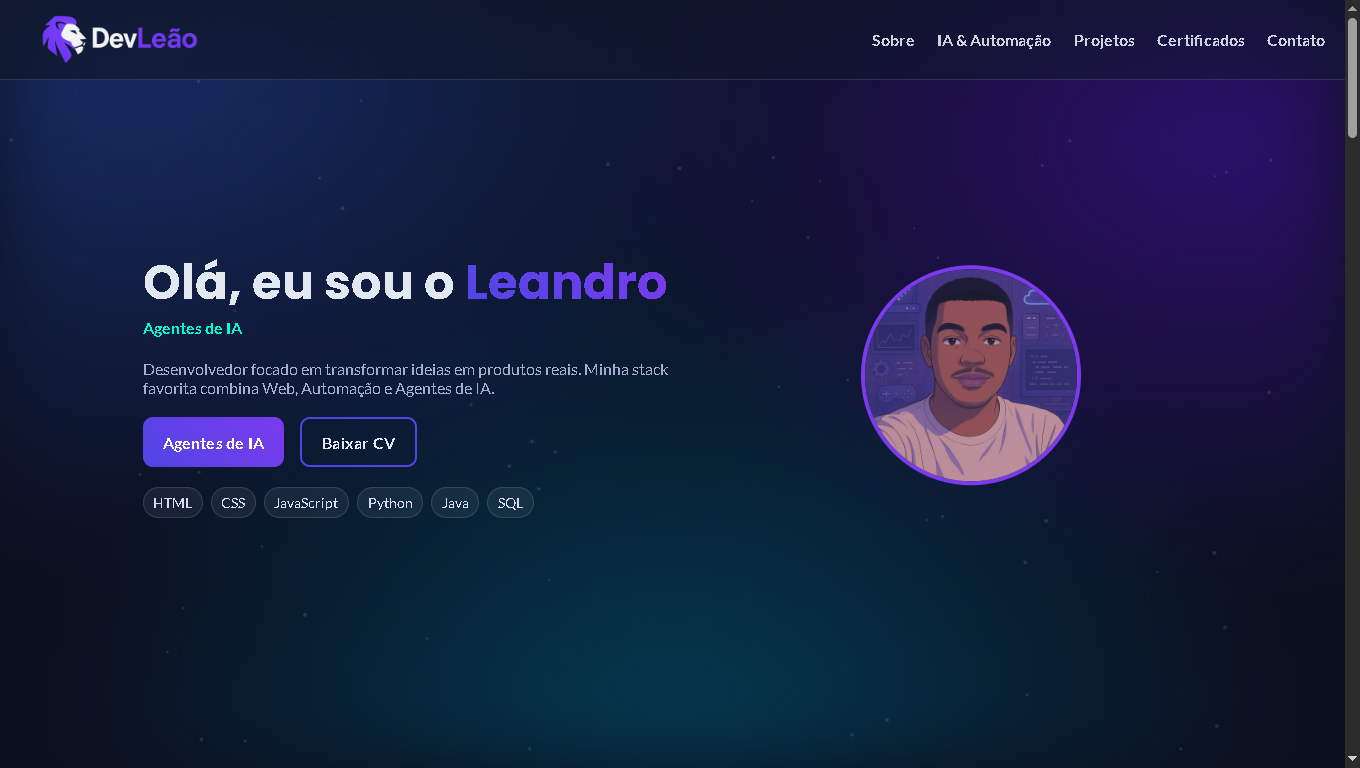 DevLeão
Sobre IA & Automação Projetos Certificados Contato
Olá, eu sou o Leandro
Agentes de IA
Desenvolvedor focado em transformar ideias em produtos reais. Minha stack
favorita combina Web, Automação e Agentes de IA.
Agentes de IA Baixar CV
HTML CSS JavaScript Python Java SQL